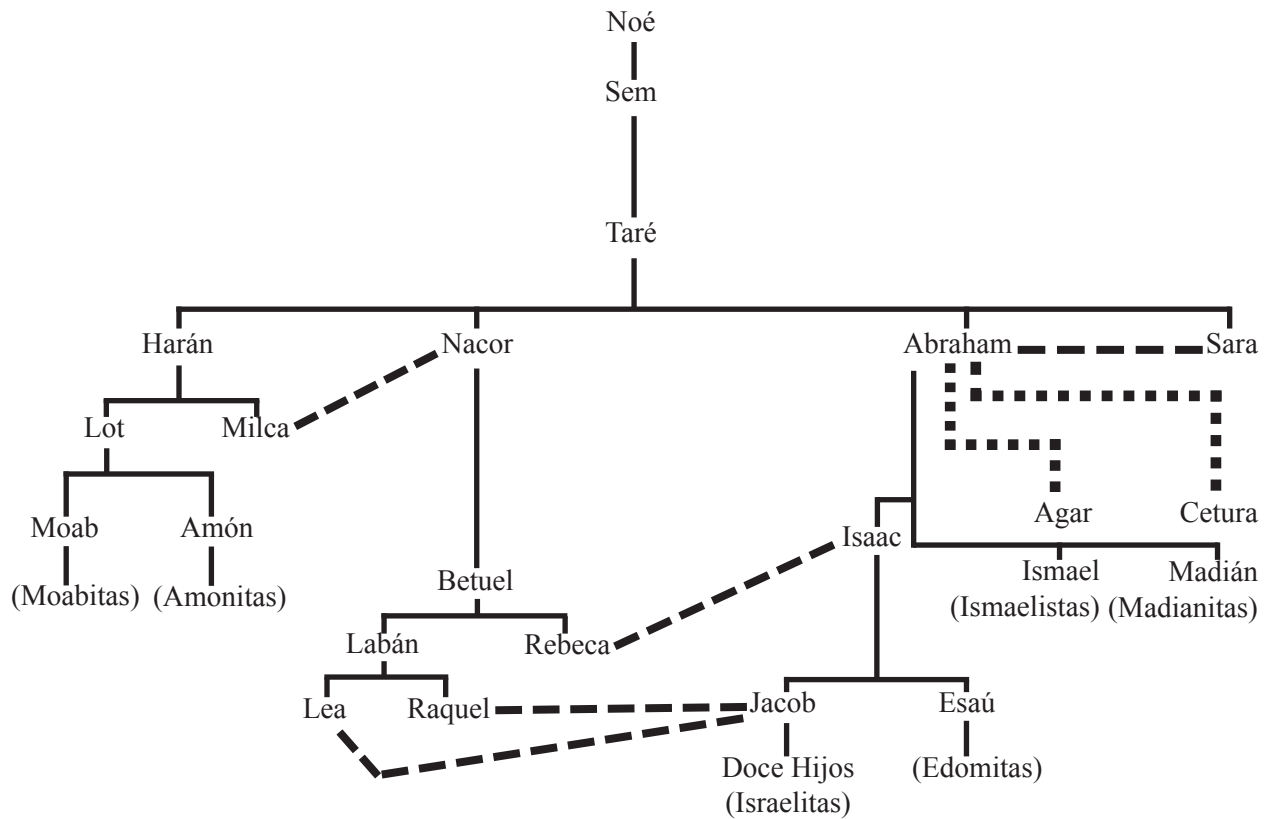 Noé
Sem
Taré
Harán
Nacor
Abraham
Sara
Lot
Milca
Moab
Amón
Agar
Cetura
Isaac
(Moabitas)
(Amonitas)
Betuel
Ismael
Madián
(Ismaelistas)
(Madianitas)
Labán
Rebeca
Lea
Raquel
Jacob
Esaú
Doce Hijos
(Edomitas)
(Israelitas)